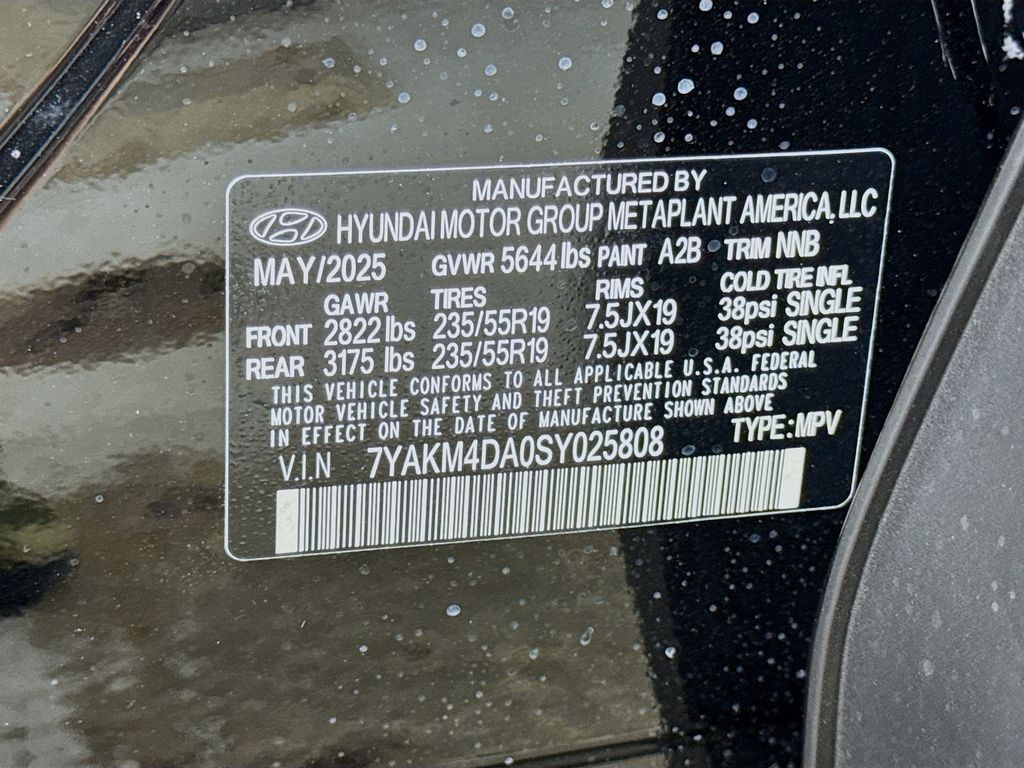 MANUFACTURED BY
HYUNDAI MOTOR GROUP METAPLANT AMERICA, LLC
MAY/2025 GVWR 5644 lbs PAINT A2B TRIM NNB
GAWR TIRES RIMS COLD TIRE INFL
FRONT 2822 lbs 235/55R19 7.5JX19 38psi SINGLE
REAR 3175 lbs 235/55R19 7.5JX19 38psi SINGLE
THIS VEHICLE CONFORMS TO ALL APPLICABLE U.S.A. FEDERAL
MOTOR VEHICLE SAFETY AND THEFT PREVENTION STANDARDS
IN EFFECT ON THE DATE OF MANUFACTURE SHOWN ABOVE
V.I.N 7YAKM4DA0SY025808 TYPE: MPV